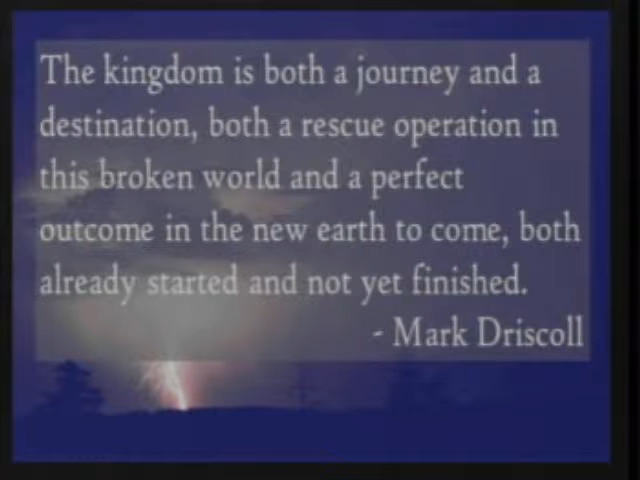 The kingdom is both a journey and a
destination, both a rescue operation in
this broken world and a perfect
outcome in the new earth to come, both
already started and not yet finished.
- Mark Driscoll